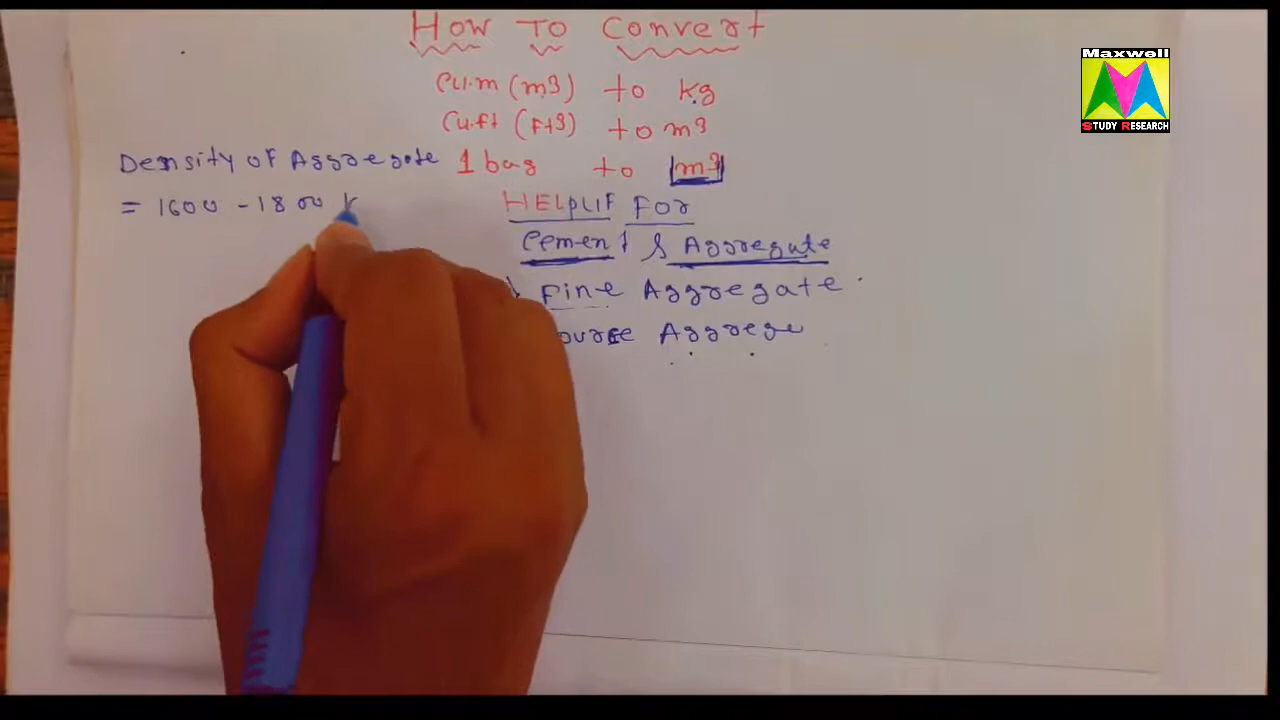 How To Convert
Cu.m (m3) to kg
Cu.ft (ft3) to m3
Density of Aggregate
1 bag to m3
= 1600 - 1800 k
HELPLIF FOR
Cement & Aggregate
Fine Aggregate
ource Aggrege
Maxwell
STUDY RESEARCH